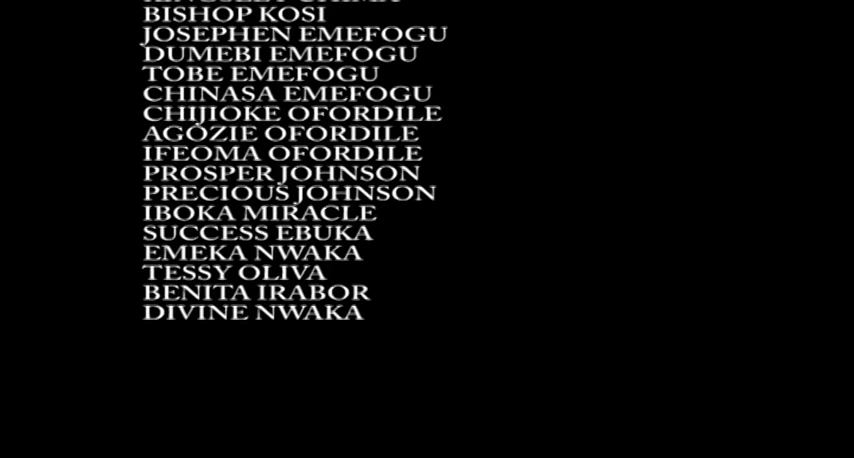 BISHOP KOSI
JOSEPHEN EMEFOGU
DUMEBI EMEFOGU
TOBE EMEFOGU
CHINASA EMEFOGU
CHIJIOKE OFORDILE
AGOZIE OFORDILE
IFEOMA OFORDILE
PROSPER JOHNSON
PRECIOUS JOHNSON
IBOKA MIRACLE
SUCCESS EBUKA
EMEKA NWAKA
TESSY OLIVA
BENITA IRABOR
DIVINE NWAKA